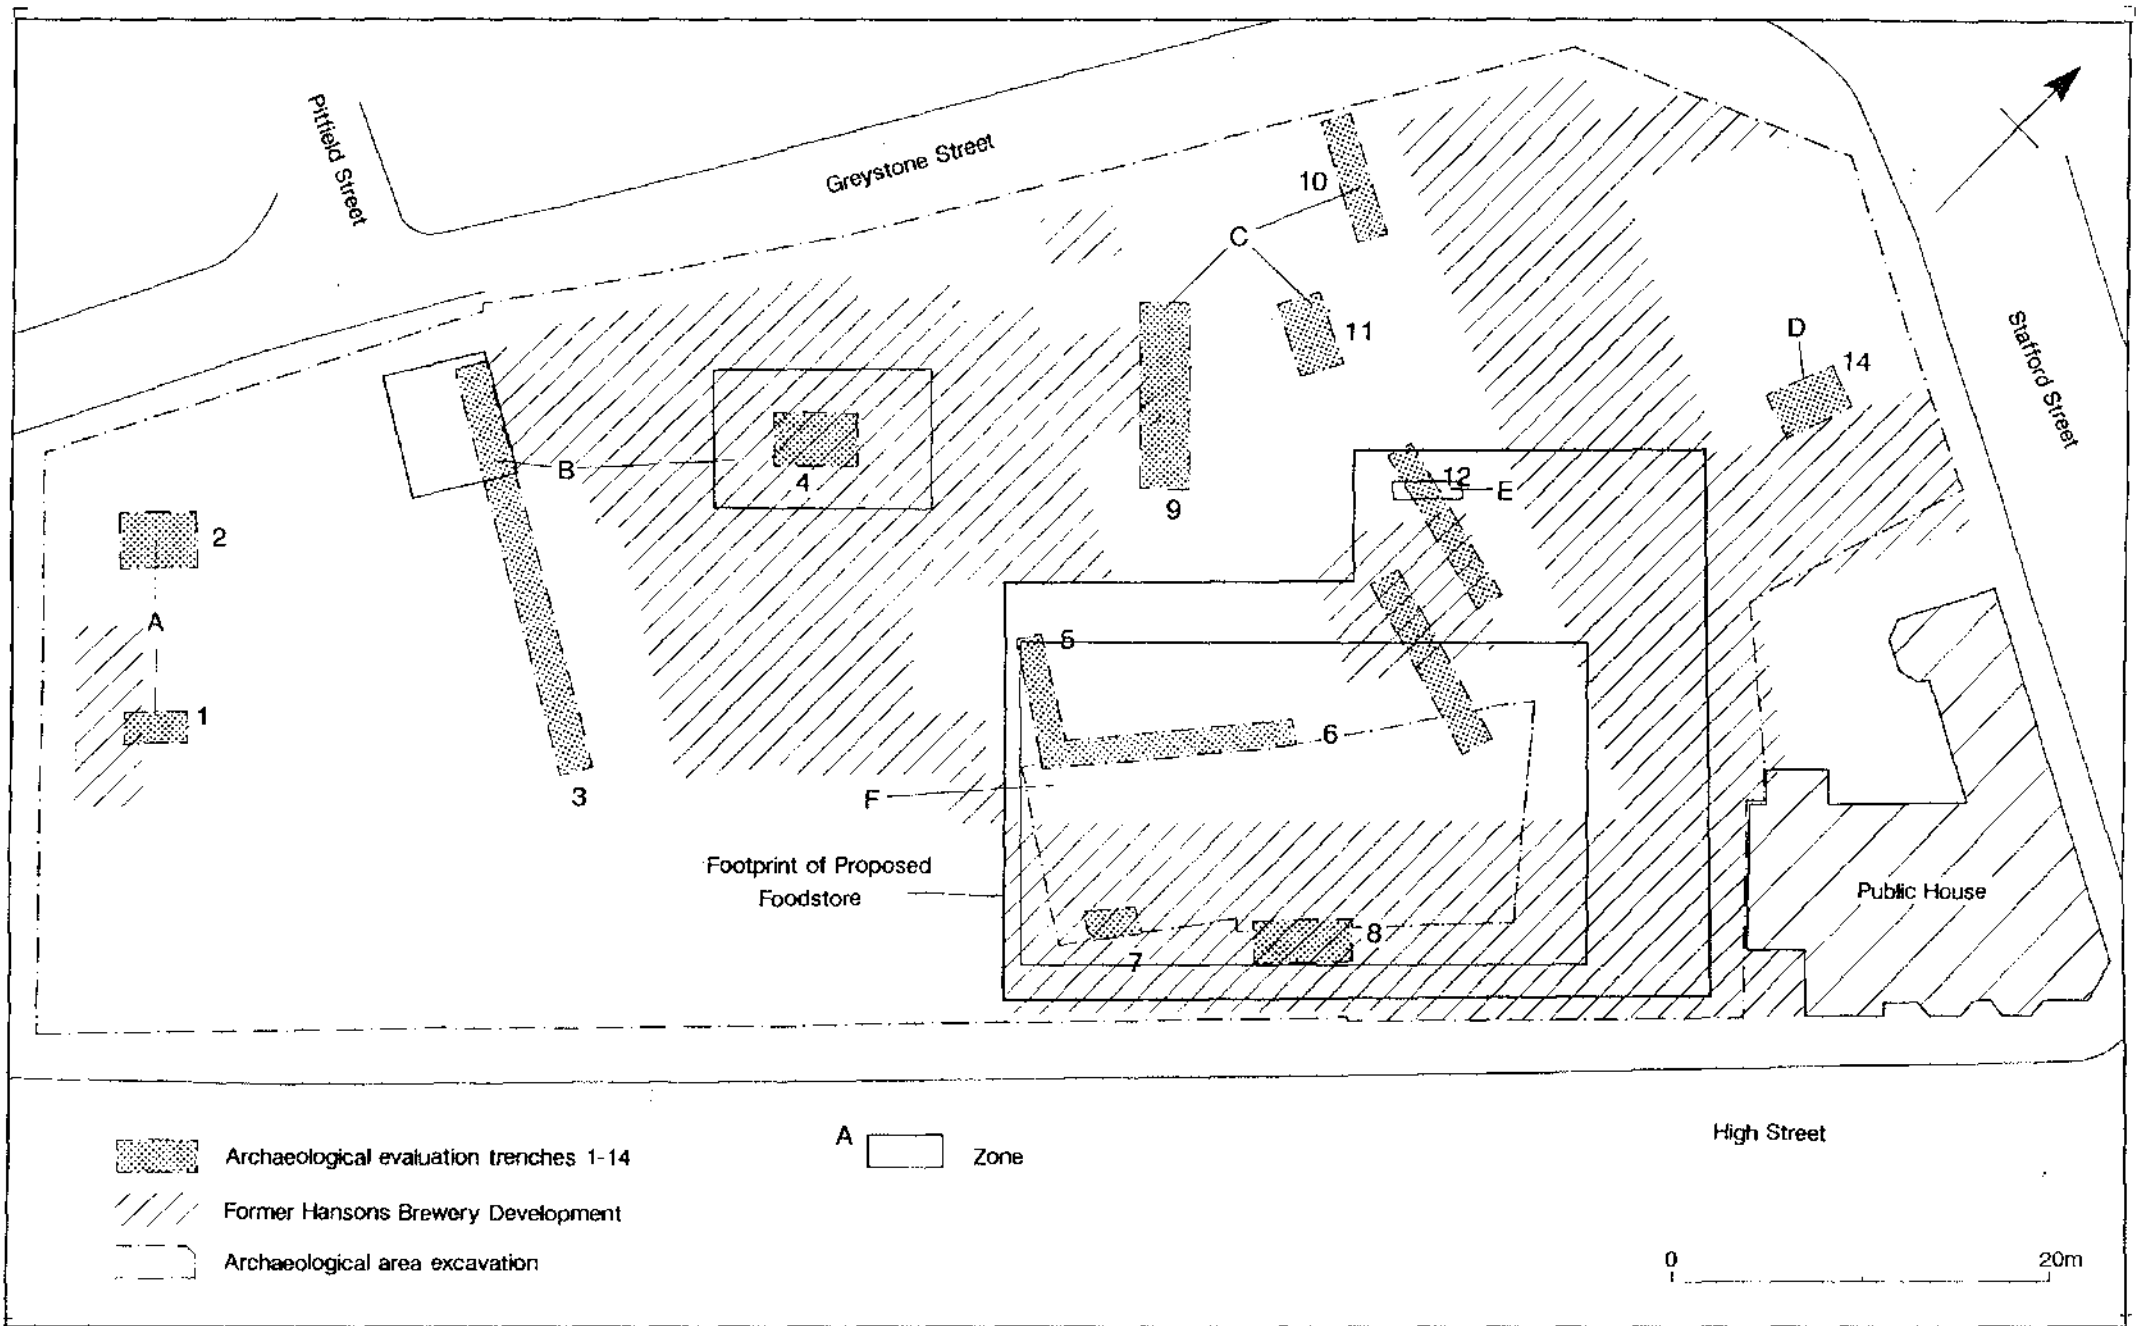 Pitfield Street
Greystone Street
Stafford Street
10
C
11
D
14
B
4
12
E
9
2
A
1
5
6
3
F
Footprint of Proposed
Foodstore
Public House
8
7
High Street
Archaeological evaluation trenches 1-14
A
Zone
Former Hansons Brewery Development
Archaeological area excavation
0
20m